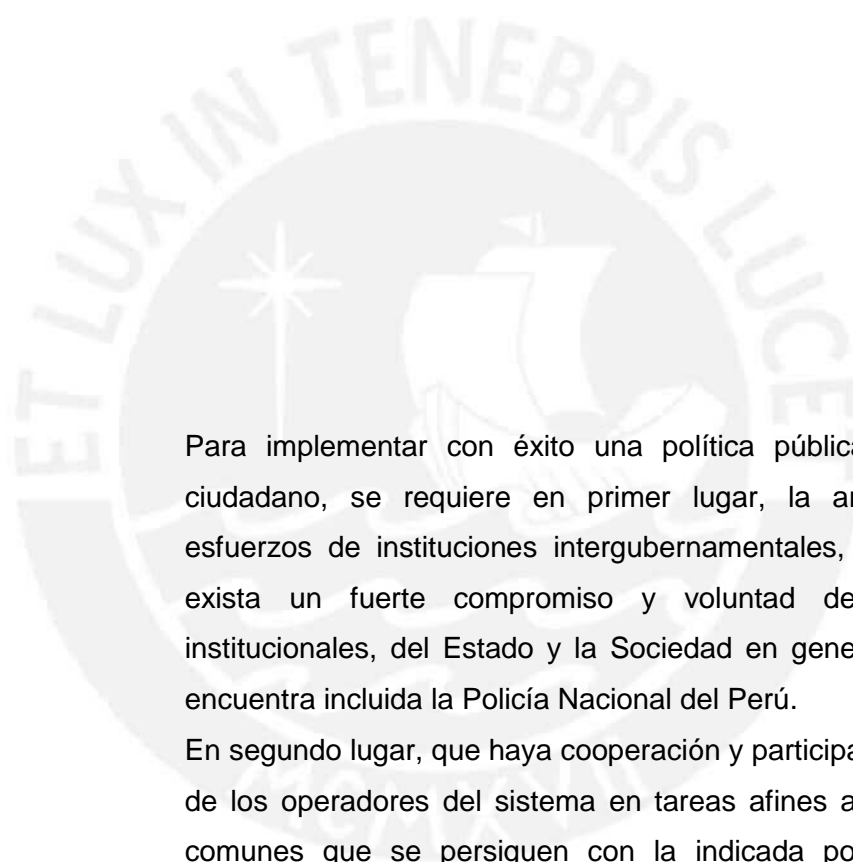 ET LUX IN TENEBRIS LUCET
Para implementar con éxito una política pública
ciudadano, se requiere en primer lugar, la
esfuerzos de instituciones intergubernamentales,
exista un fuerte compromiso y voluntad de
institucionales, del Estado y la Sociedad en
encuentra incluida la Policía Nacional del Perú.
En segundo lugar, que haya cooperación y
de los operadores del sistema en tareas afines
comunes que se persiguen con la indicada
MCMXVII